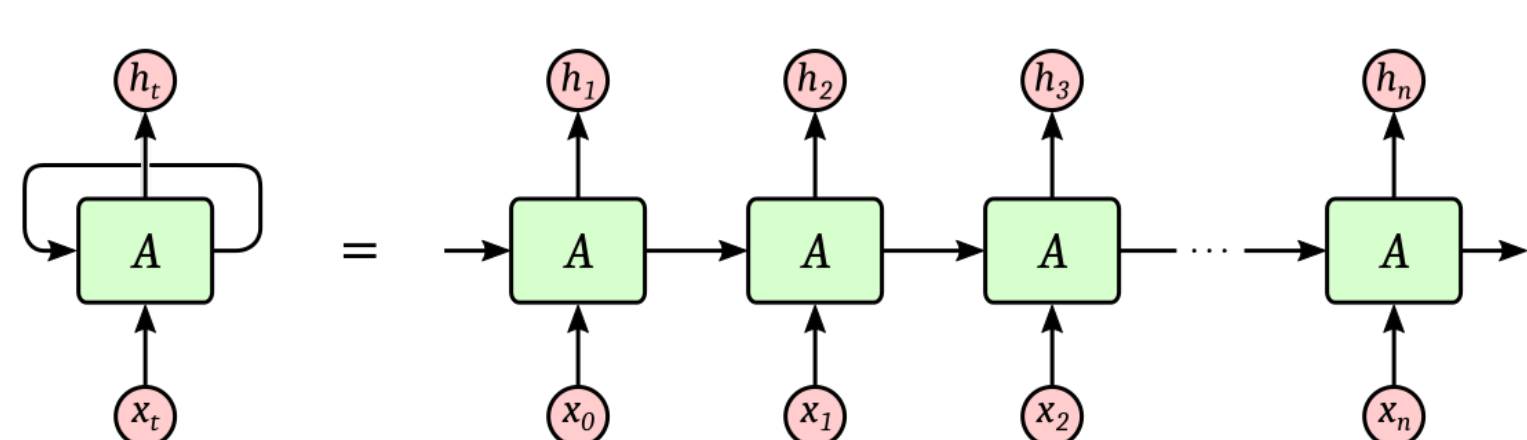 h_t h_1 h_2 h_3 h_n
A = A A A ... A
x_t x_0 x_1 x_2 x_n